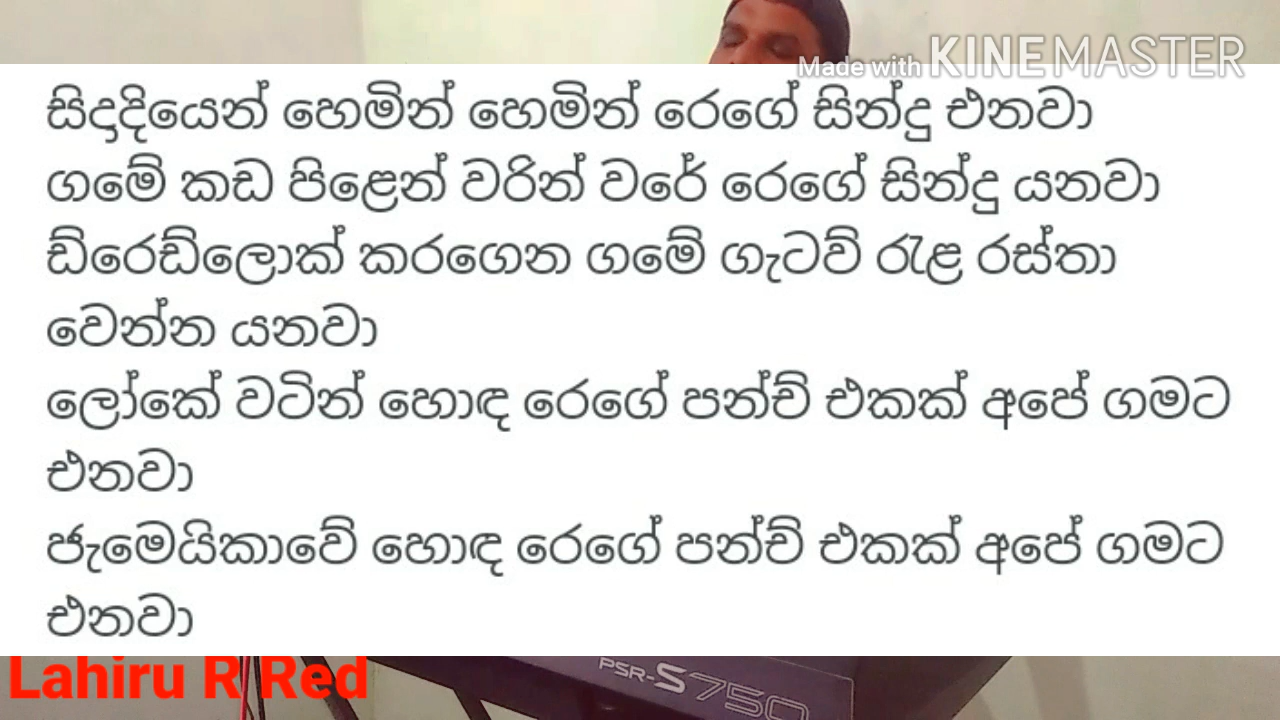 Made with KINEMASTER
සිදාදියෙන් හෙමින් හෙමින් රෙගේ සින්දු එනවා
ගමේ කඩ පිළෙන් වරින් වරේ රෙගේ සින්දු යනවා
ඩ්රෙඩ්ලොක් කරගෙන ගමේ ගැටව් රැළ රස්තා
වෙන්න යනවා
ලෝකේ වටින් හොඳ රෙගේ පන්ච් එකක් අපේ ගමට
එනවා
ජැමෙයිකාවේ හොඳ රෙගේ පන්ච් එකක් අපේ ගමට
එනවා
Lahiru R Red
PSR-S750